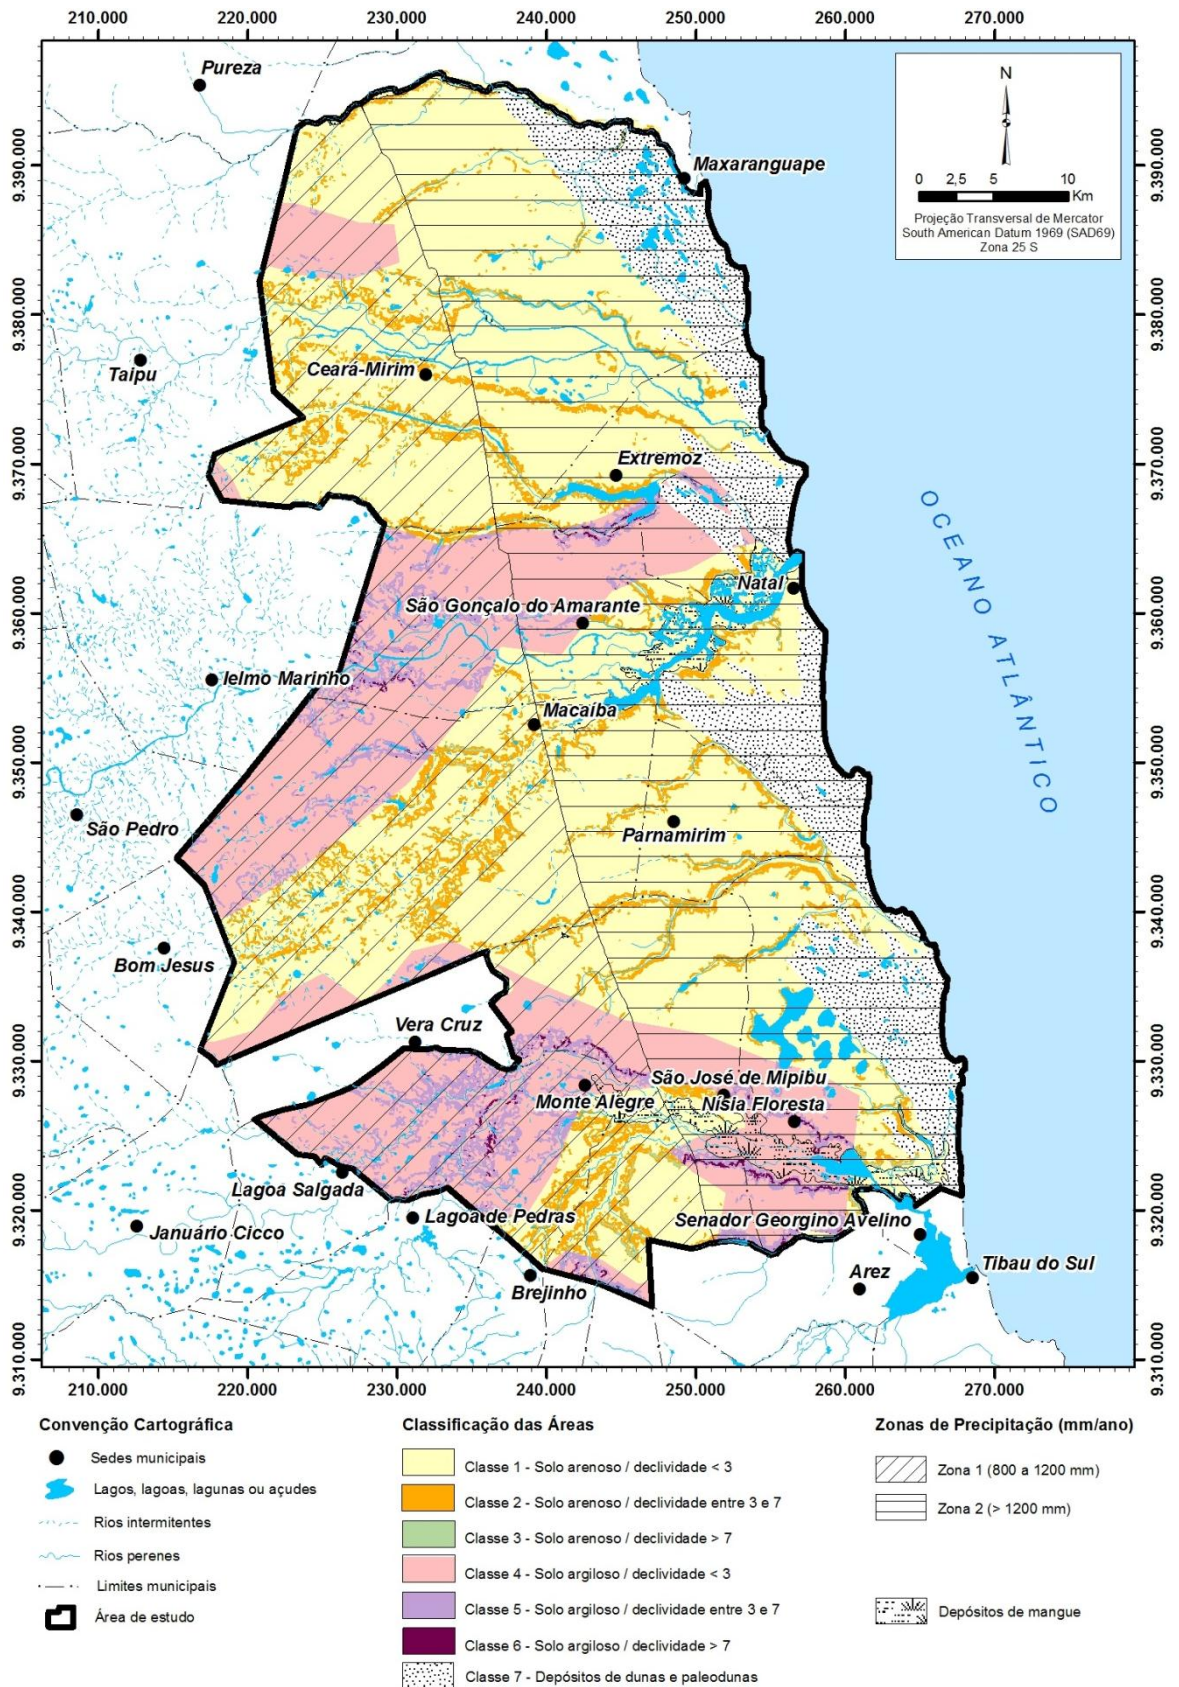 210.000 220.000 230.000 240.000 250.000 260.000 270.000
9.390.000
9.380.000
9.370.000
9.360.000
9.350.000
9.340.000
9.330.000
9.320.000
9.310.000
Pureza
N
Maxaranguape
0 2,5 5 10
Km
Projeção Transversal de Mercator
South American Datum 1969 (SAD69)
Zona 25 S
Taipu
Ceará-Mirim
Extremoz
OCEANO ATLÂNTICO
Natal
São Gonçalo do Amarante
Ielmo Marinho
Macaíba
São Pedro
Parnamirim
Bom Jesus
Vera Cruz
São José de Mipibu
Monte Alegre
Nísia Floresta
Lagoa Salgada
Lagoa de Pedras
Januário Cicco
Senador Georgino Avelino
Brejinho
Arez
Tibau do Sul
9.390.000
9.380.000
9.370.000
9.360.000
9.350.000
9.340.000
9.330.000
9.320.000
9.310.000
210.000 220.000 230.000 240.000 250.000 260.000 270.000
Convenção Cartográfica
Sedes municipais
Lagos, lagoas, lagunas ou açudes
Rios intermitentes
Rios perenes
Limites municipais
Área de estudo
Classificação das Áreas
Classe 1 - Solo arenoso / declividade < 3
Classe 2 - Solo arenoso / declividade entre 3 e 7
Classe 3 - Solo arenoso / declividade > 7
Classe 4 - Solo argiloso / declividade < 3
Classe 5 - Solo argiloso / declividade entre 3 e 7
Classe 6 - Solo argiloso / declividade > 7
Classe 7 - Depósitos de dunas e paleodunas
Zonas de Precipitação (mm/ano)
Zona 1 (800 a 1200 mm)
Zona 2 (> 1200 mm)
Depósitos de mangue